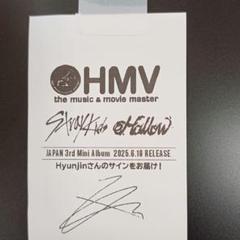 HMV
the music & movie master
Stray Kids Hollow
JAPAN 3rd Mini Album 2025.6.18 RELEASE
Hyunjinさんのサインをお届け!